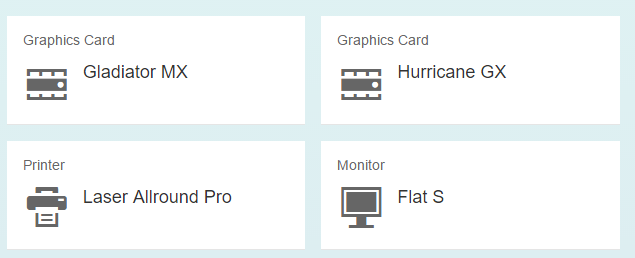 Graphics Card
Gladiator MX
Graphics Card
Hurricane GX
Printer
Laser Allround Pro
Monitor
Flat S